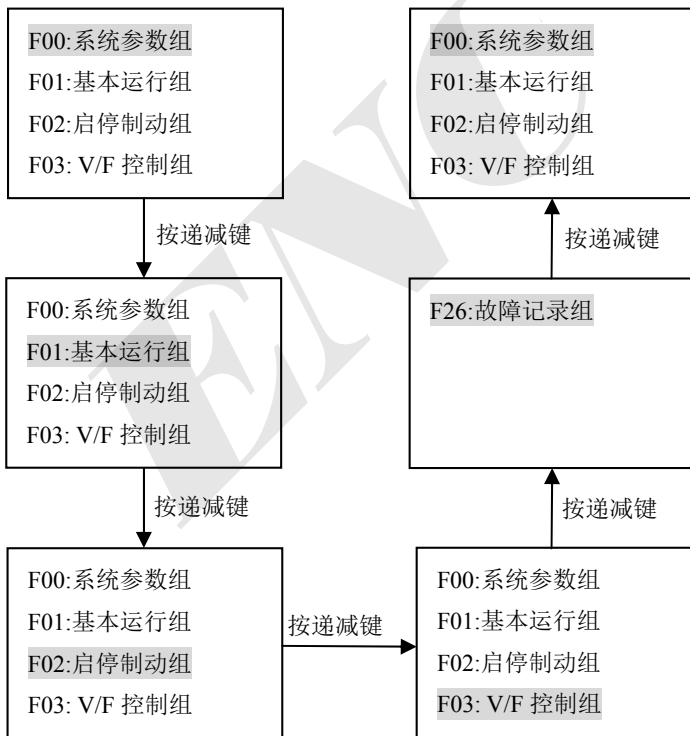 F00:系统参数组
F01:基本运行组
F02:启停制动组
F03: V/F 控制组
按递减键
F00:系统参数组
F01:基本运行组
F02:启停制动组
F03: V/F 控制组
按递减键
F00:系统参数组
F01:基本运行组
F02:启停制动组
F03: V/F 控制组
按递减键
F00:系统参数组
F01:基本运行组
F02:启停制动组
F03: V/F 控制组
按递减键
F26:故障记录组
按递减键
F00:系统参数组
F01:基本运行组
F02:启停制动组
F03: V/F 控制组
ENC